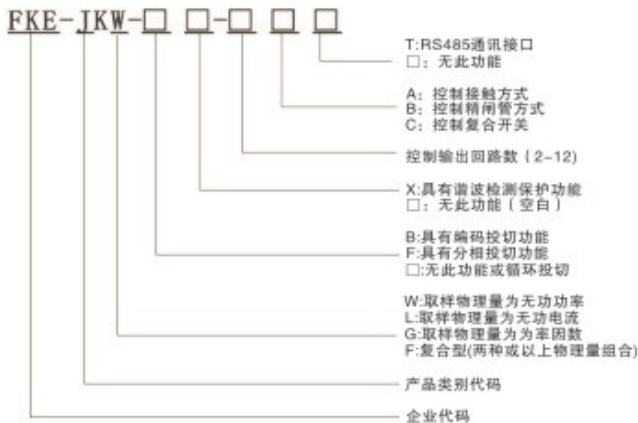 FKE-JKW-□ □-□ □ □
T:RS485通讯接口
□：无此功能
A：控制接触方式
B：控制精闸管方式
C：控制复合开关
控制输出回路数（2-12)
X:具有谐波检测保护功能
□：无此功能（空白）
B:具有编码投切功能
F:具有分相投切功能
□:无此功能或循环投切
W:取样物理量为无功功率
L:取样物理量为无功电流
G:取样物理量为为率因数
F:复合型(两种或以上物理量组合)
产品类别代码
企业代码